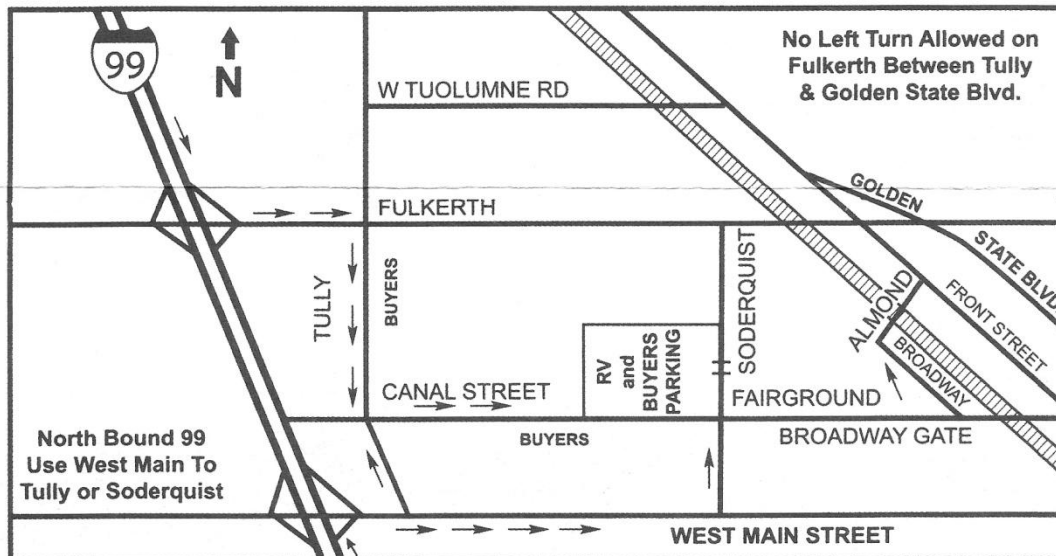 99
N
No Left Turn Allowed on
Fulkerth Between Tully
& Golden State Blvd.
W TUOLUMNE RD
GOLDEN
STATE BLVD
FULKERTH
TULLY
BUYERS
SODERQUIST
ALMOND
FRONT STREET
BROADWAY
RV
and
BUYERS
PARKING
CANAL STREET
FAIRGROUND
BUYERS
BROADWAY GATE
North Bound 99
Use West Main To
Tully or Soderquist
WEST MAIN STREET